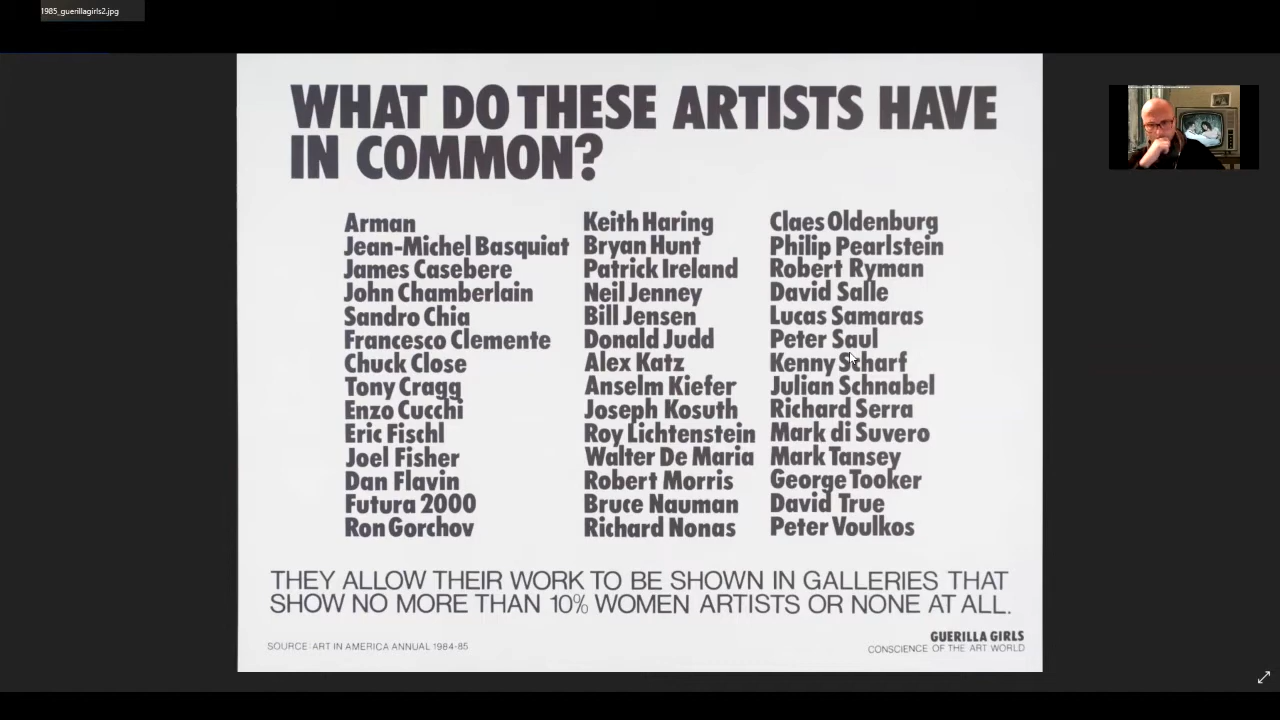 1985_guerillagirls2.jpg
WHAT DO THESE ARTISTS HAVE
IN COMMON?
Arman
Jean-Michel Basquiat
James Casebere
John Chamberlain
Sandro Chia
Francesco Clemente
Chuck Close
Tony Cragg
Enzo Cucchi
Eric Fischl
Joel Fisher
Dan Flavin
Futura 2000
Ron Gorchov
Keith Haring
Bryan Hunt
Patrick Ireland
Neil Jenney
Bill Jensen
Donald Judd
Alex Katz
Anselm Kiefer
Joseph Kosuth
Roy Lichtenstein
Walter De Maria
Robert Morris
Bruce Nauman
Richard Nonas
Claes Oldenburg
Philip Pearlstein
Robert Ryman
David Salle
Lucas Samaras
Peter Saul
Kenny Scharf
Julian Schnabel
Richard Serra
Mark di Suvero
Mark Tansey
George Tooker
David True
Peter Voulkos
THEY ALLOW THEIR WORK TO BE SHOWN IN GALLERIES THAT
SHOW NO MORE THAN 10% WOMEN ARTISTS OR NONE AT ALL.
SOURCE: ART IN AMERICA ANNUAL 1984-85
GUERILLA GIRLS
CONSCIENCE OF THE ART WORLD